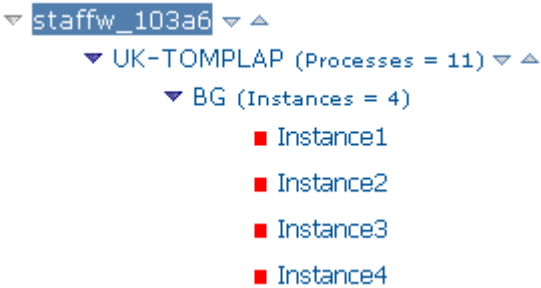 staffw_103a6
UK-TOMPLAP (Processes = 11)
BG (Instances = 4)
Instance1
Instance2
Instance3
Instance4